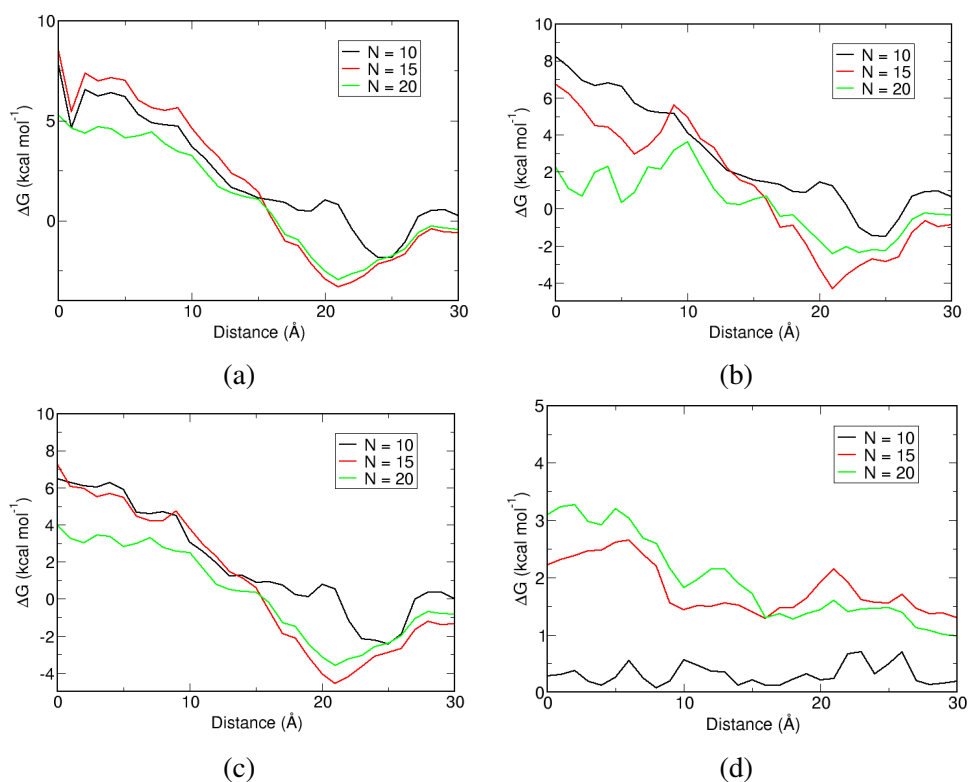 10
5
0
ΔG (kcal mol⁻¹)
N = 10
N = 15
N = 20
0 10 20 30
Distance (Å)
(a)
10
8
6
4
2
0
-2
-4
ΔG (kcal mol⁻¹)
N = 10
N = 15
N = 20
0 10 20 30
Distance (Å)
(b)
10
8
6
4
2
0
-2
-4
ΔG (kcal mol⁻¹)
N = 10
N = 15
N = 20
0 10 20 30
Distance (Å)
(c)
5
4
3
2
1
0
ΔG (kcal mol⁻¹)
N = 10
N = 15
N = 20
0 10 20 30
Distance (Å)
(d)